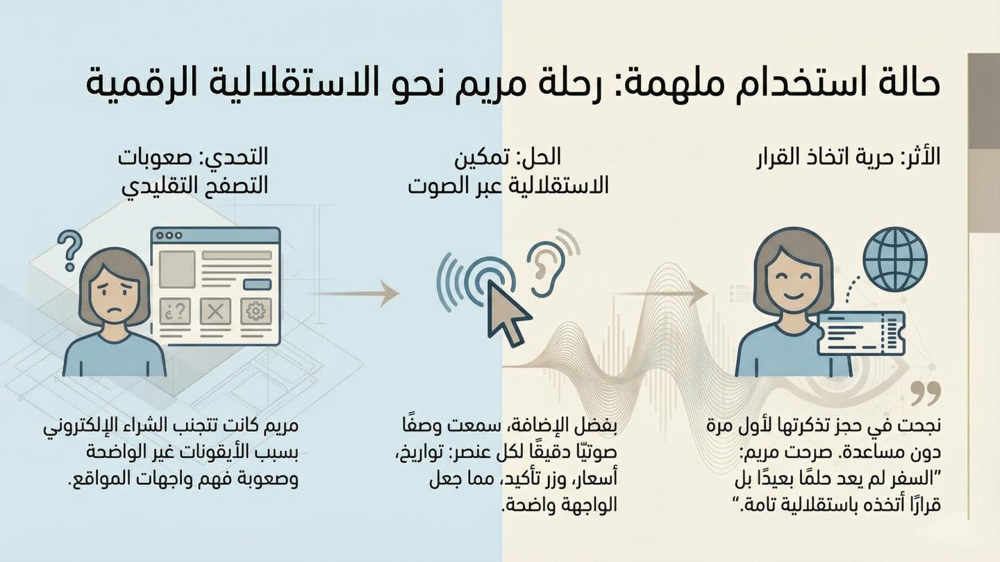 حالة استخدام ملهمة: رحلة مريم نحو الاستقلالية الرقمية
الأثر: حرية اتخاذ القرار
نجحت في حجز تذكرتها لأول مرة
دون مساعدة. صرحت مريم:
”السفر لم يعد حلمًا بعيدًا بل
قرارًا أتخذه باستقلالية تامة.“
الحل: تمكين
الاستقلالية عبر الصوت
بفضل الإضافة، سمعت وصفًا
صوتيًّا دقيقًا لكل عنصر: تواريخ،
أسعار، وزر تأكيد، مما جعل
الواجهة واضحة.
التحدي: صعوبات
التصفح التقليدي
مريم كانت تتجنب الشراء الإلكتروني
بسبب الأيقونات غير الواضحة
وصعوبة فهم واجهات المواقع.